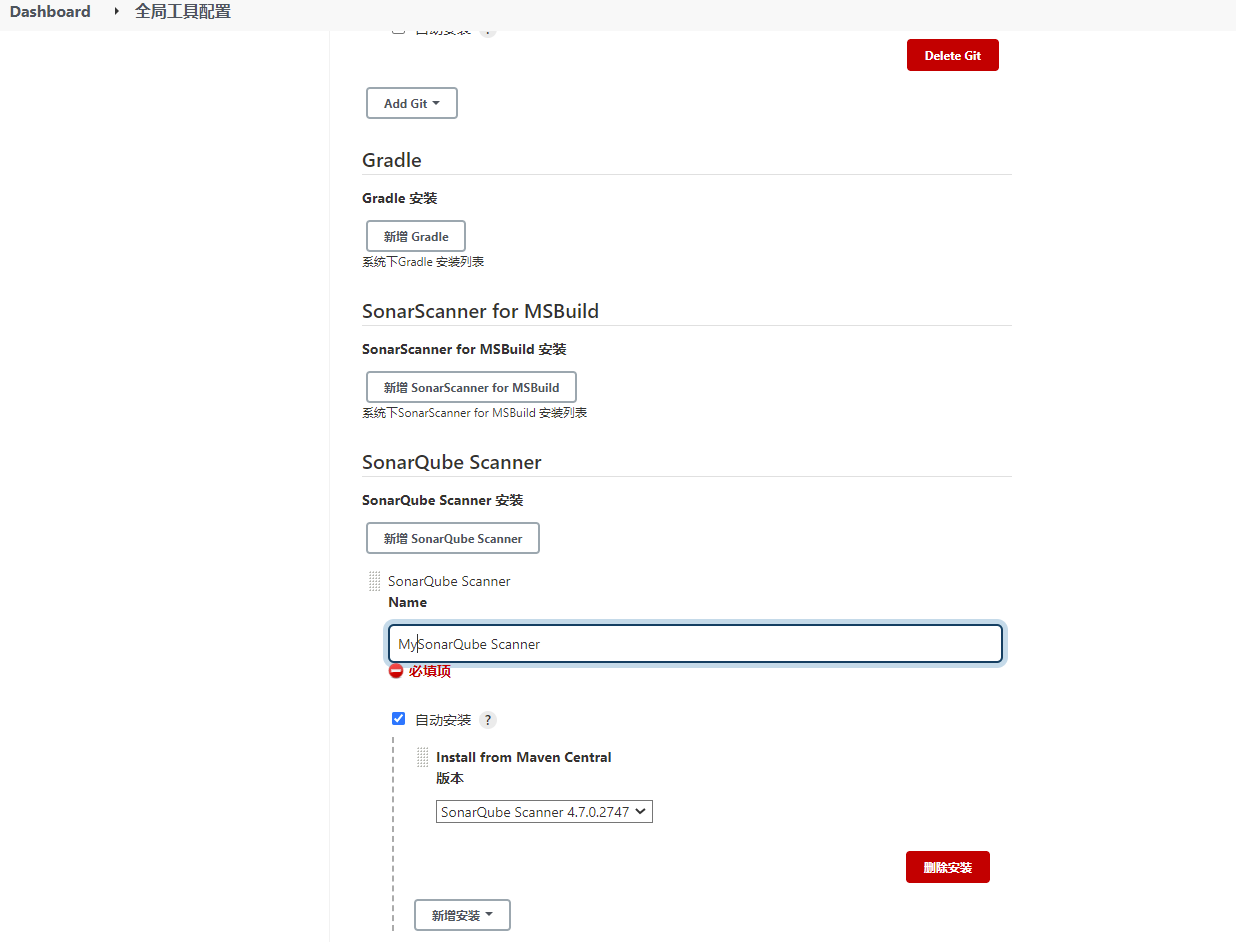 Dashboard 全局工具配置
自动安装 ?
Delete Git
Add Git
Gradle
Gradle 安装
新增 Gradle
系统下Gradle 安装列表
SonarScanner for MSBuild
SonarScanner for MSBuild 安装
新增 SonarScanner for MSBuild
系统下SonarScanner for MSBuild 安装列表
SonarQube Scanner
SonarQube Scanner 安装
新增 SonarQube Scanner
SonarQube Scanner
Name
MySonarQube Scanner
必填项
自动安装 ?
Install from Maven Central
版本
SonarQube Scanner 4.7.0.2747
删除安装
新增安装